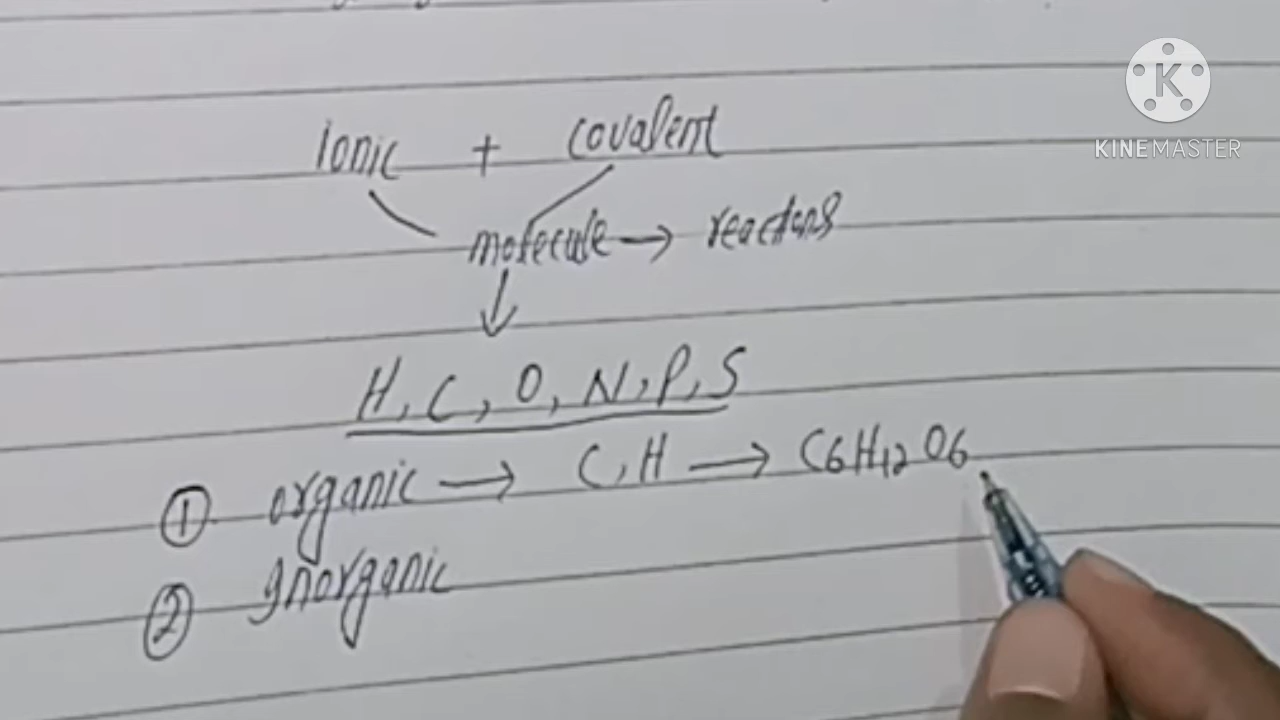 KINEMASTER
Ionic + covalent
molecule → reactions
↓
H, C, O, N, P, S
① organic → C, H → C6H12O6
② Inorganic